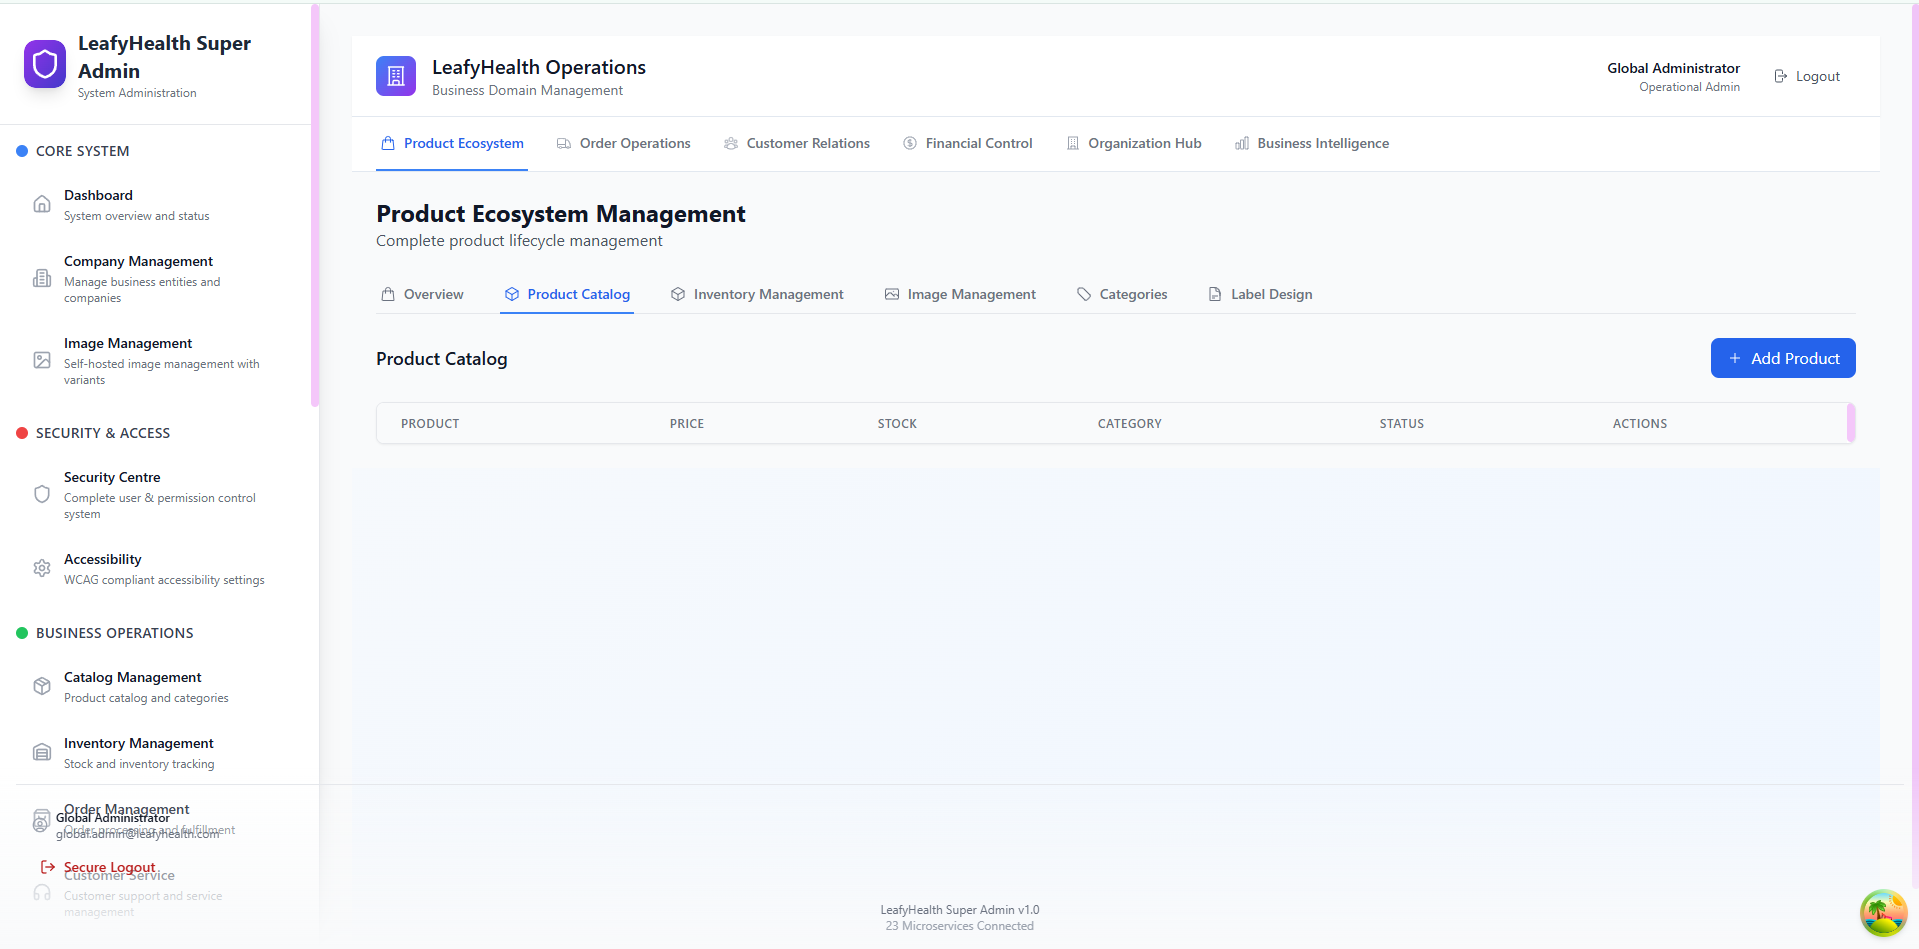 LeafyHealth Super
Admin
System Administration
CORE SYSTEM
Dashboard
System overview and status
Company Management
Manage business entities and
companies
Image Management
Self-hosted image management with
variants
SECURITY & ACCESS
Security Centre
Complete user & permission control
system
Accessibility
WCAG compliant accessibility settings
BUSINESS OPERATIONS
Catalog Management
Product catalog and categories
Inventory Management
Stock and inventory tracking
Order Management
Order processing and fulfillment
Global Administrator
global.admin@leafyhealth.com
Secure Logout
Customer Service
Customer support and service
management
LeafyHealth Operations
Business Domain Management
Global Administrator
Operational Admin
Logout
Product Ecosystem
Order Operations
Customer Relations
Financial Control
Organization Hub
Business Intelligence
Product Ecosystem Management
Complete product lifecycle management
Overview
Product Catalog
Inventory Management
Image Management
Categories
Label Design
Product Catalog
+ Add Product
PRODUCT PRICE STOCK CATEGORY STATUS ACTIONS
LeafyHealth Super Admin v1.0
23 Microservices Connected